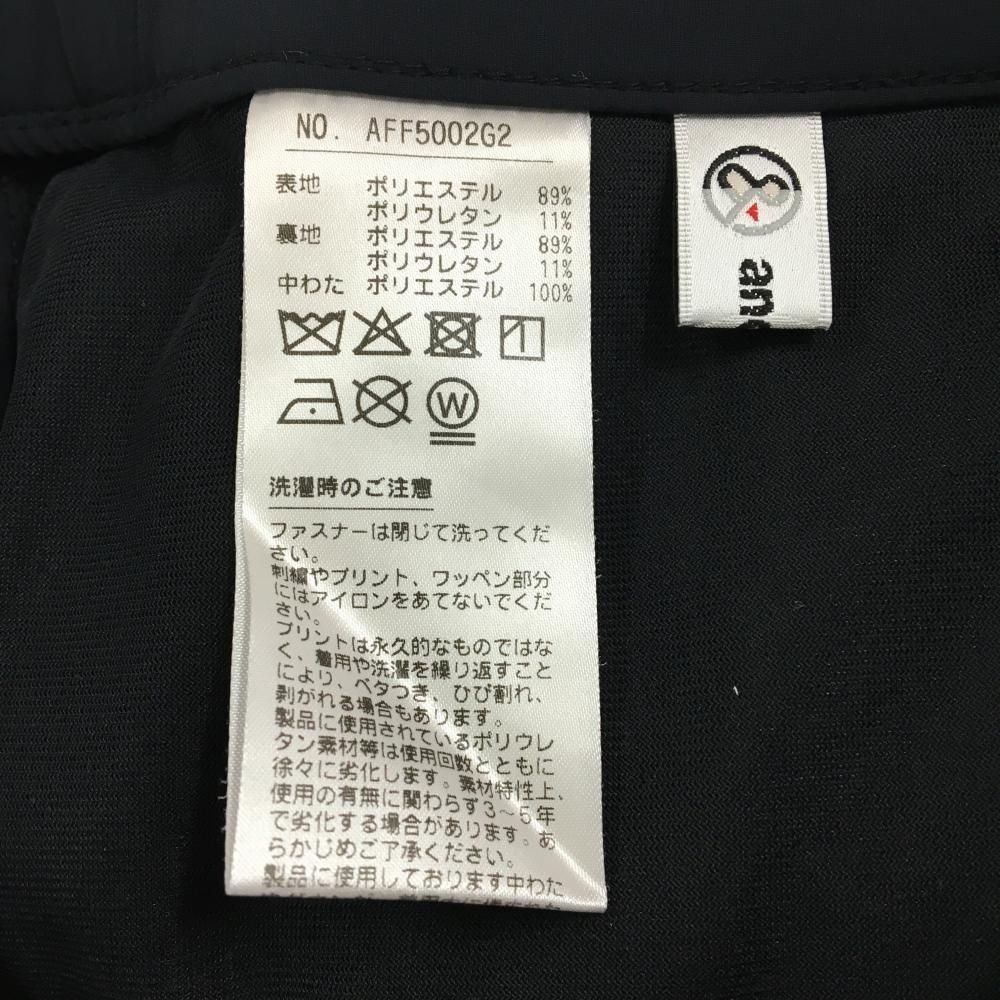 NO. AFF5002G2
表地 ポリエステル 89%
ポリウレタン 11%
裏地 ポリエステル 89%
ポリウレタン 11%
中わた ポリエステル 100%
W
洗濯時のご注意
ファスナーは閉じて洗ってくだ
さい。
刺繍やプリント、ワッペン部分
にはアイロンをあてないでくだ
さい。
プリントは永久的なものではな
く、着用や洗濯を繰り返すこと
により、ベタつき、ひび割れ、
剥がれる場合もあります。
製品に使用されているポリウレ
タン素材等は使用回数とともに
徐々に劣化します。素材特性上、
使用の有無に関わらず3~5年
で劣化する場合があります。あ
らかじめご了承ください。
製品に使用しております中わた
an